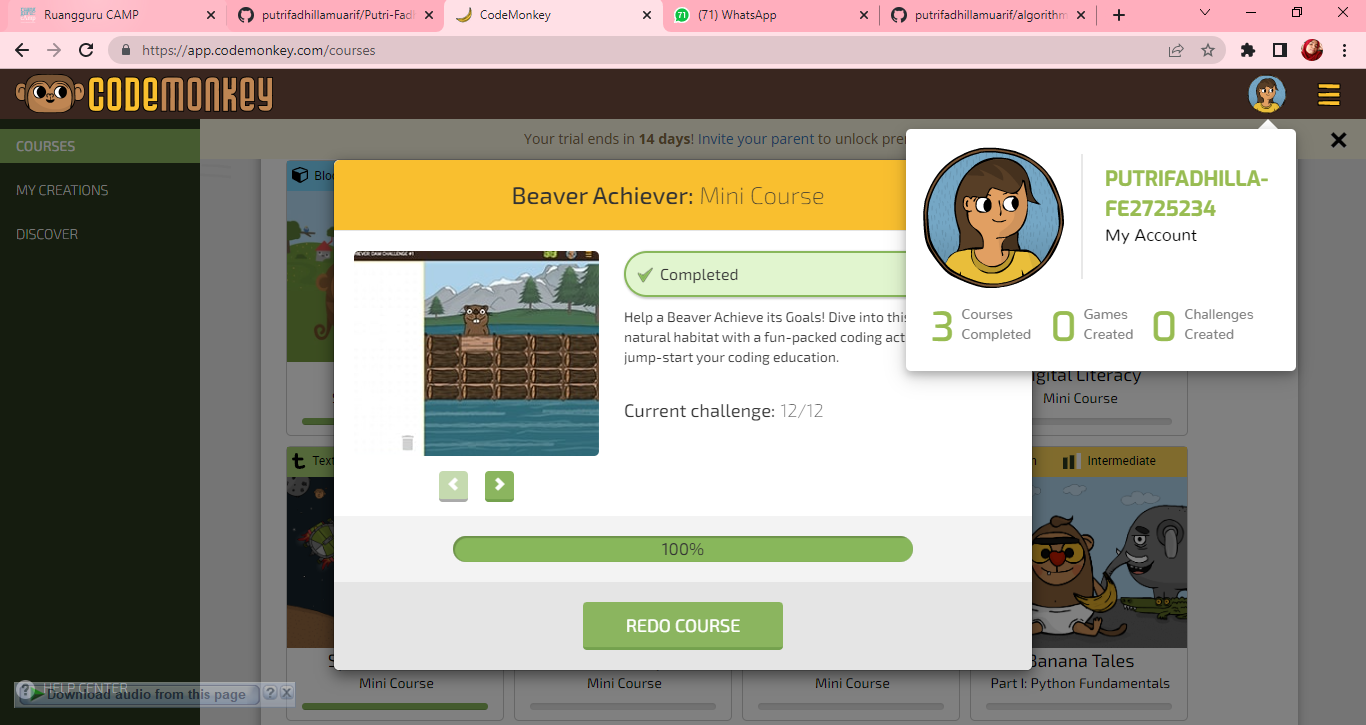 Ruangguru CAMP
putrifadhillamuarif/Putri-Fadh
CodeMonkey
(71) WhatsApp
putrifadhillamuarif/algorithm
https://app.codemonkey.com/courses
CODEMONKEY
Your trial ends in 14 days! Invite your parent to unlock pre
COURSES
MY CREATIONS
DISCOVER
PUTRIFADHILLA-
FE2725234
My Account
3 Courses Completed
0 Games Created
0 Challenges Created
Beaver Achiever: Mini Course
Completed
Help a Beaver Achieve its Goals! Dive into this
natural habitat with a fun-packed coding act
jump-start your coding education.
Current challenge: 12/12
100%
REDO COURSE
Blo
igital Literacy
Mini Course
Text
Intermediate
Mini Course
Mini Course
Mini Course
Banana Tales
Part I: Python Fundamentals
HELP CENTER
Download audio from this page